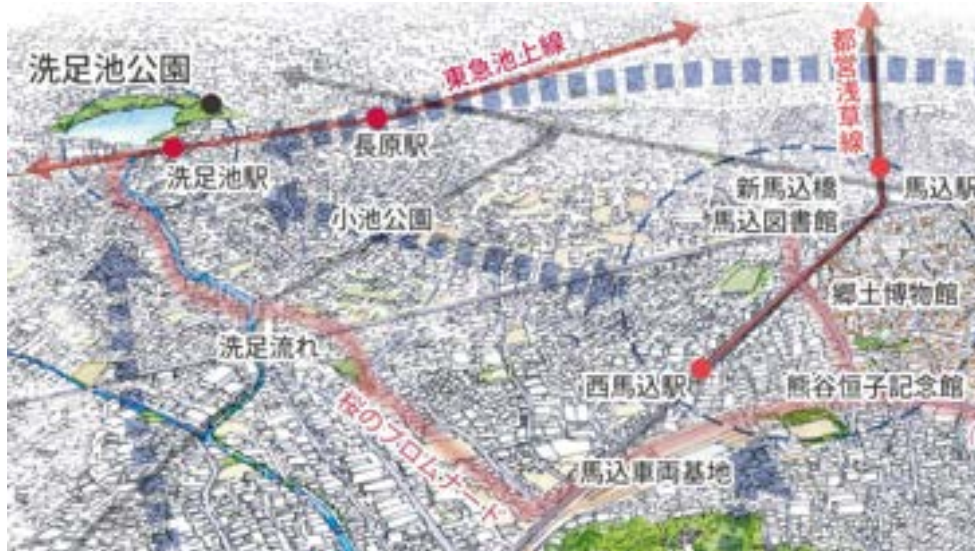 洗足池公園
東急池上線
都営浅草線
長原駅
洗足池駅
新馬込橋
馬込駅
小池公園
馬込図書館
郷土博物館
洗足流れ
西馬込駅
熊谷恒子記念館
桜のプロムナード
馬込車両基地